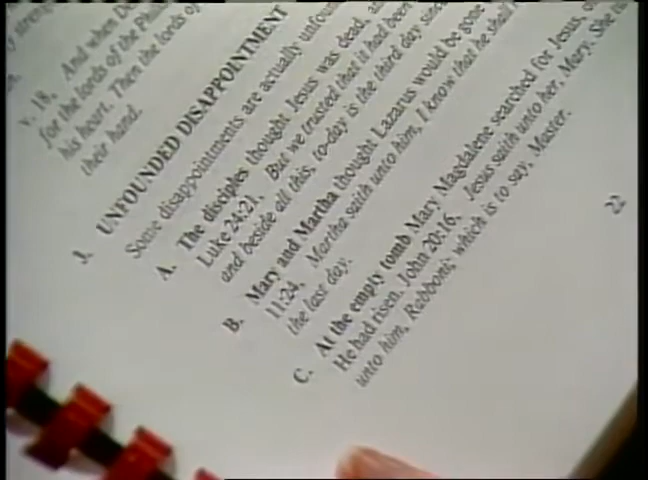 v. 18, And when D
for the lords of the Phili
his heart. Then the lords of
their hand.
J. UNFOUNDED DISAPPOINTMENT
Some disappointments are actually unfoun
A. The disciples thought Jesus was dead, a
Luke 24:21, But we trusted that it had been
and beside all this, to-day is the third day since
B. Mary and Martha thought Lazarus would be gone
11:24, Martha saith unto him, I know that he shall
the last day.
C. At the empty tomb Mary Magdalene searched for Jesus,
He had risen. John 20:16, Jesus saith unto her, Mary. She
unto him, Rabboni; which is to say, Master.
22